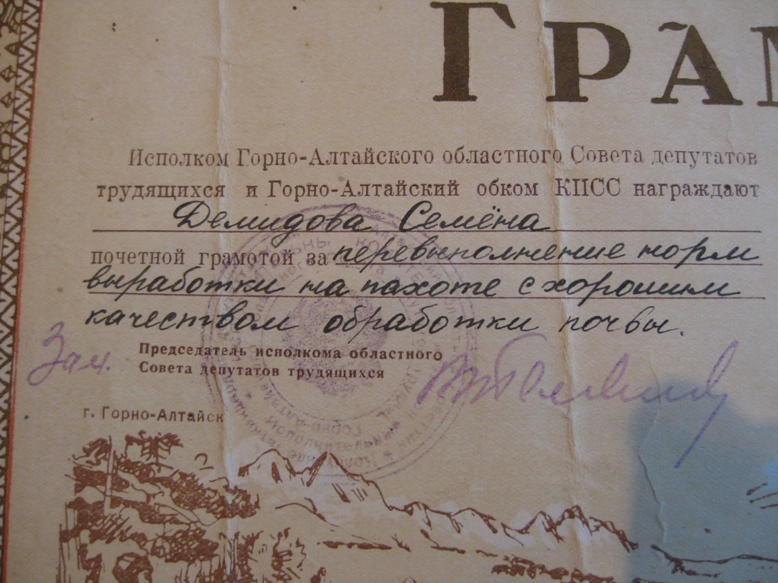 ГРАМ
Исполком Горно-Алтайского областного Совета депутатов
трудящихся и Горно-Алтайский обком КПСС награждают
Демидова Семёна
почетной грамотой за перевыполнение норм
выработки на пахоте с хорошим
качеством обработки почвы.
Зам. Председатель исполкома областного
Совета депутатов трудящихся
г. Горно-Алтайск